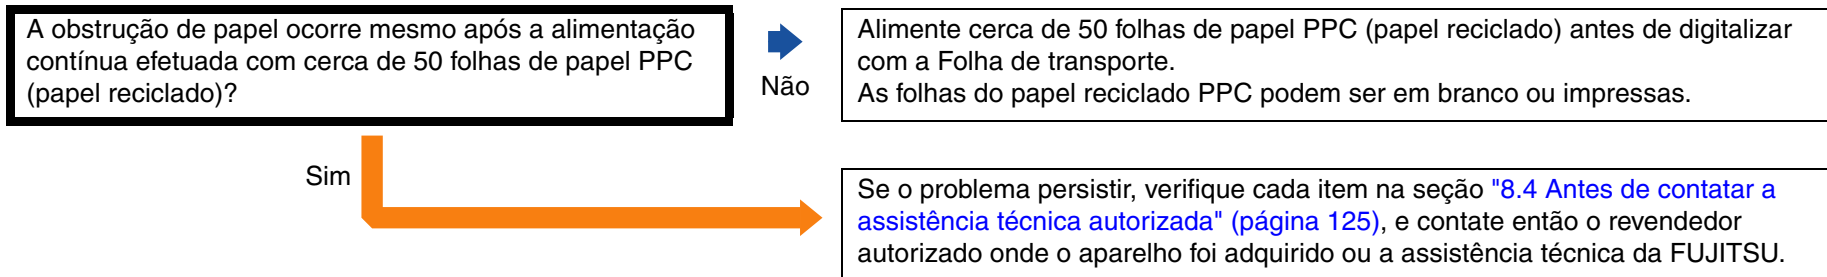 A obstrução de papel ocorre mesmo após a alimentação
contínua efetuada com cerca de 50 folhas de papel PPC
(papel reciclado)?
Não
Alimente cerca de 50 folhas de papel PPC (papel reciclado) antes de digitalizar
com a Folha de transporte.
As folhas do papel reciclado PPC podem ser em branco ou impressas.
Sim
Se o problema persistir, verifique cada item na seção "8.4 Antes de contatar a
assistência técnica autorizada" (página 125), e contate então o revendedor
autorizado onde o aparelho foi adquirido ou a assistência técnica da FUJITSU.